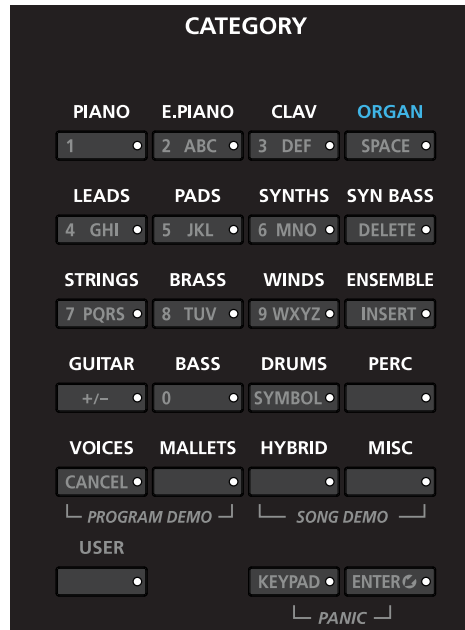 CATEGORY
PIANO E.PIANO CLAV ORGAN
1 2 ABC 3 DEF SPACE
LEADS PADS SYNTHS SYN BASS
4 GHI 5 JKL 6 MNO DELETE
STRINGS BRASS WINDS ENSEMBLE
7 PQRS 8 TUV 9 WXYZ INSERT
GUITAR BASS DRUMS PERC
+/− 0 SYMBOL
VOICES MALLETS HYBRID MISC
CANCEL
PROGRAM DEMO SONG DEMO
USER
KEYPAD ENTER
PANIC